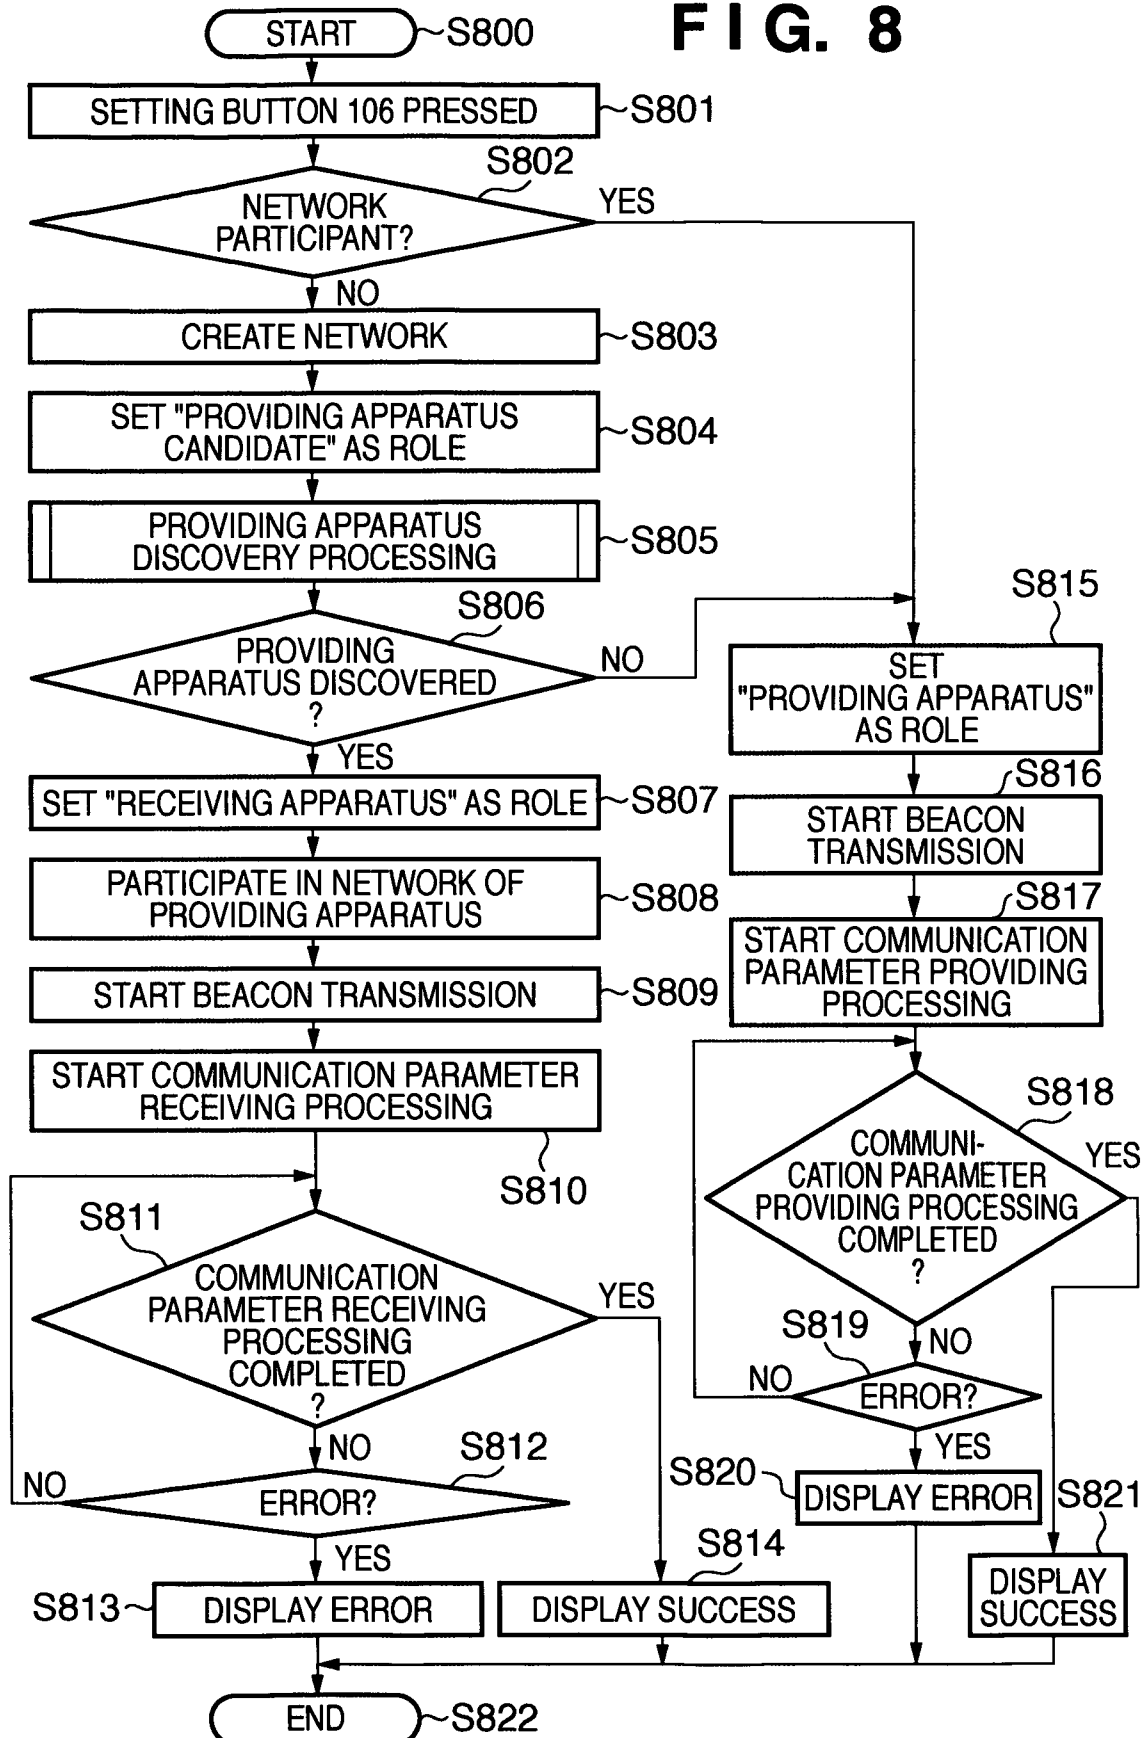 FIG. 8
START
S800
SETTING BUTTON 106 PRESSED
S801
S802
NETWORK
PARTICIPANT?
YES
NO
CREATE NETWORK
S803
SET "PROVIDING APPARATUS
CANDIDATE" AS ROLE
S804
PROVIDING APPARATUS
DISCOVERY PROCESSING
S805
S806
PROVIDING
APPARATUS DISCOVERED
?
NO
YES
SET "RECEIVING APPARATUS" AS ROLE
S807
PARTICIPATE IN NETWORK OF
PROVIDING APPARATUS
S808
START BEACON TRANSMISSION
S809
START COMMUNICATION PARAMETER
RECEIVING PROCESSING
S810
S811
COMMUNICATION
PARAMETER RECEIVING
PROCESSING
COMPLETED
?
YES
NO
S812
NO
ERROR?
YES
S813
DISPLAY ERROR
S814
DISPLAY SUCCESS
S815
SET
"PROVIDING APPARATUS"
AS ROLE
S816
START BEACON
TRANSMISSION
S817
START COMMUNICATION
PARAMETER PROVIDING
PROCESSING
S818
COMMUNI-
CATION PARAMETER
PROVIDING PROCESSING
COMPLETED
?
YES
NO
S819
NO
ERROR?
YES
S820
DISPLAY ERROR
S821
DISPLAY
SUCCESS
END
S822